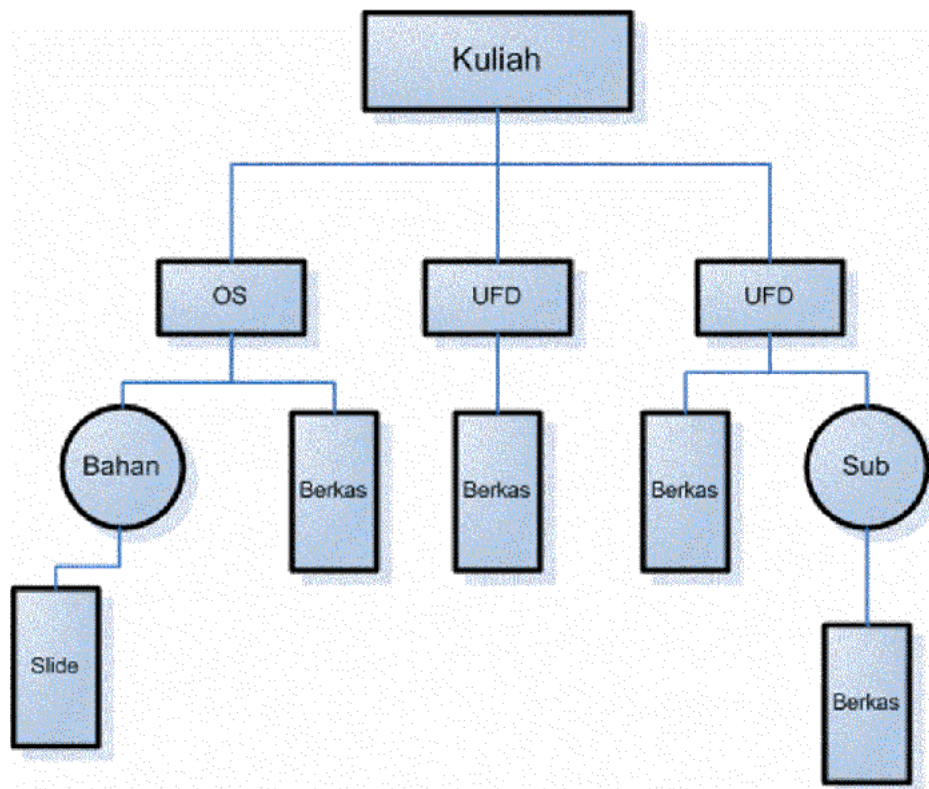 Kuliah
OS
UFD
UFD
Bahan
Berkas
Berkas
Berkas
Sub
Slide
Berkas